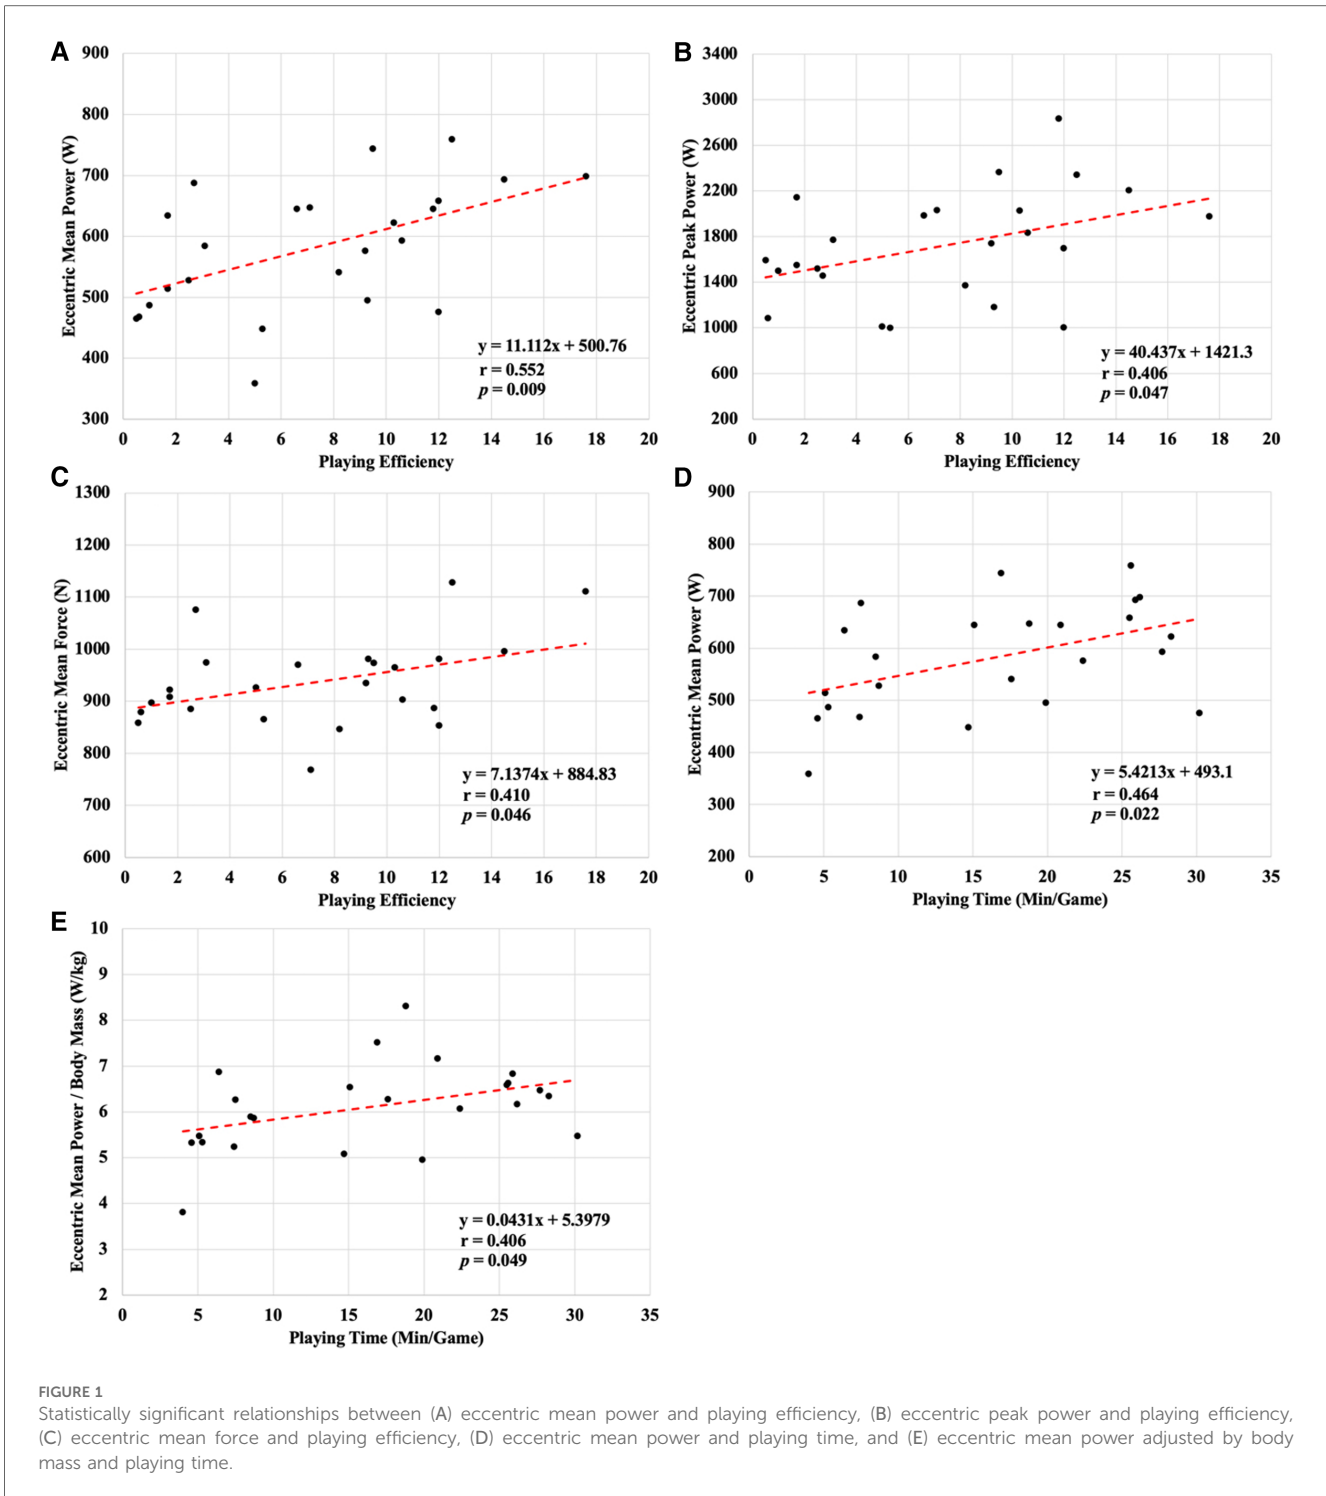 A
900
800
700
600
500
400
300
Eccentric Mean Power (W)
y = 11.112x + 500.76
r = 0.552
p = 0.009
0 2 4 6 8 10 12 14 16 18 20
Playing Efficiency
B
3400
3000
2600
2200
1800
1400
1000
600
200
Eccentric Peak Power (W)
y = 40.437x + 1421.3
r = 0.406
p = 0.047
0 2 4 6 8 10 12 14 16 18 20
Playing Efficiency
C
1300
1200
1100
1000
900
800
700
600
Eccentric Mean Force (N)
y = 7.1374x + 884.83
r = 0.410
p = 0.046
0 2 4 6 8 10 12 14 16 18 20
Playing Efficiency
D
900
800
700
600
500
400
300
200
Eccentric Mean Power (W)
y = 5.4213x + 493.1
r = 0.464
p = 0.022
0 5 10 15 20 25 30 35
Playing Time (Min/Game)
E
10
9
8
7
6
5
4
3
2
Eccentric Mean Power / Body Mass (W/kg)
y = 0.0431x + 5.3979
r = 0.406
p = 0.049
0 5 10 15 20 25 30 35
Playing Time (Min/Game)
FIGURE 1
Statistically significant relationships between (A) eccentric mean power and playing efficiency, (B) eccentric peak power and playing efficiency,
(C) eccentric mean force and playing efficiency, (D) eccentric mean power and playing time, and (E) eccentric mean power adjusted by body
mass and playing time.